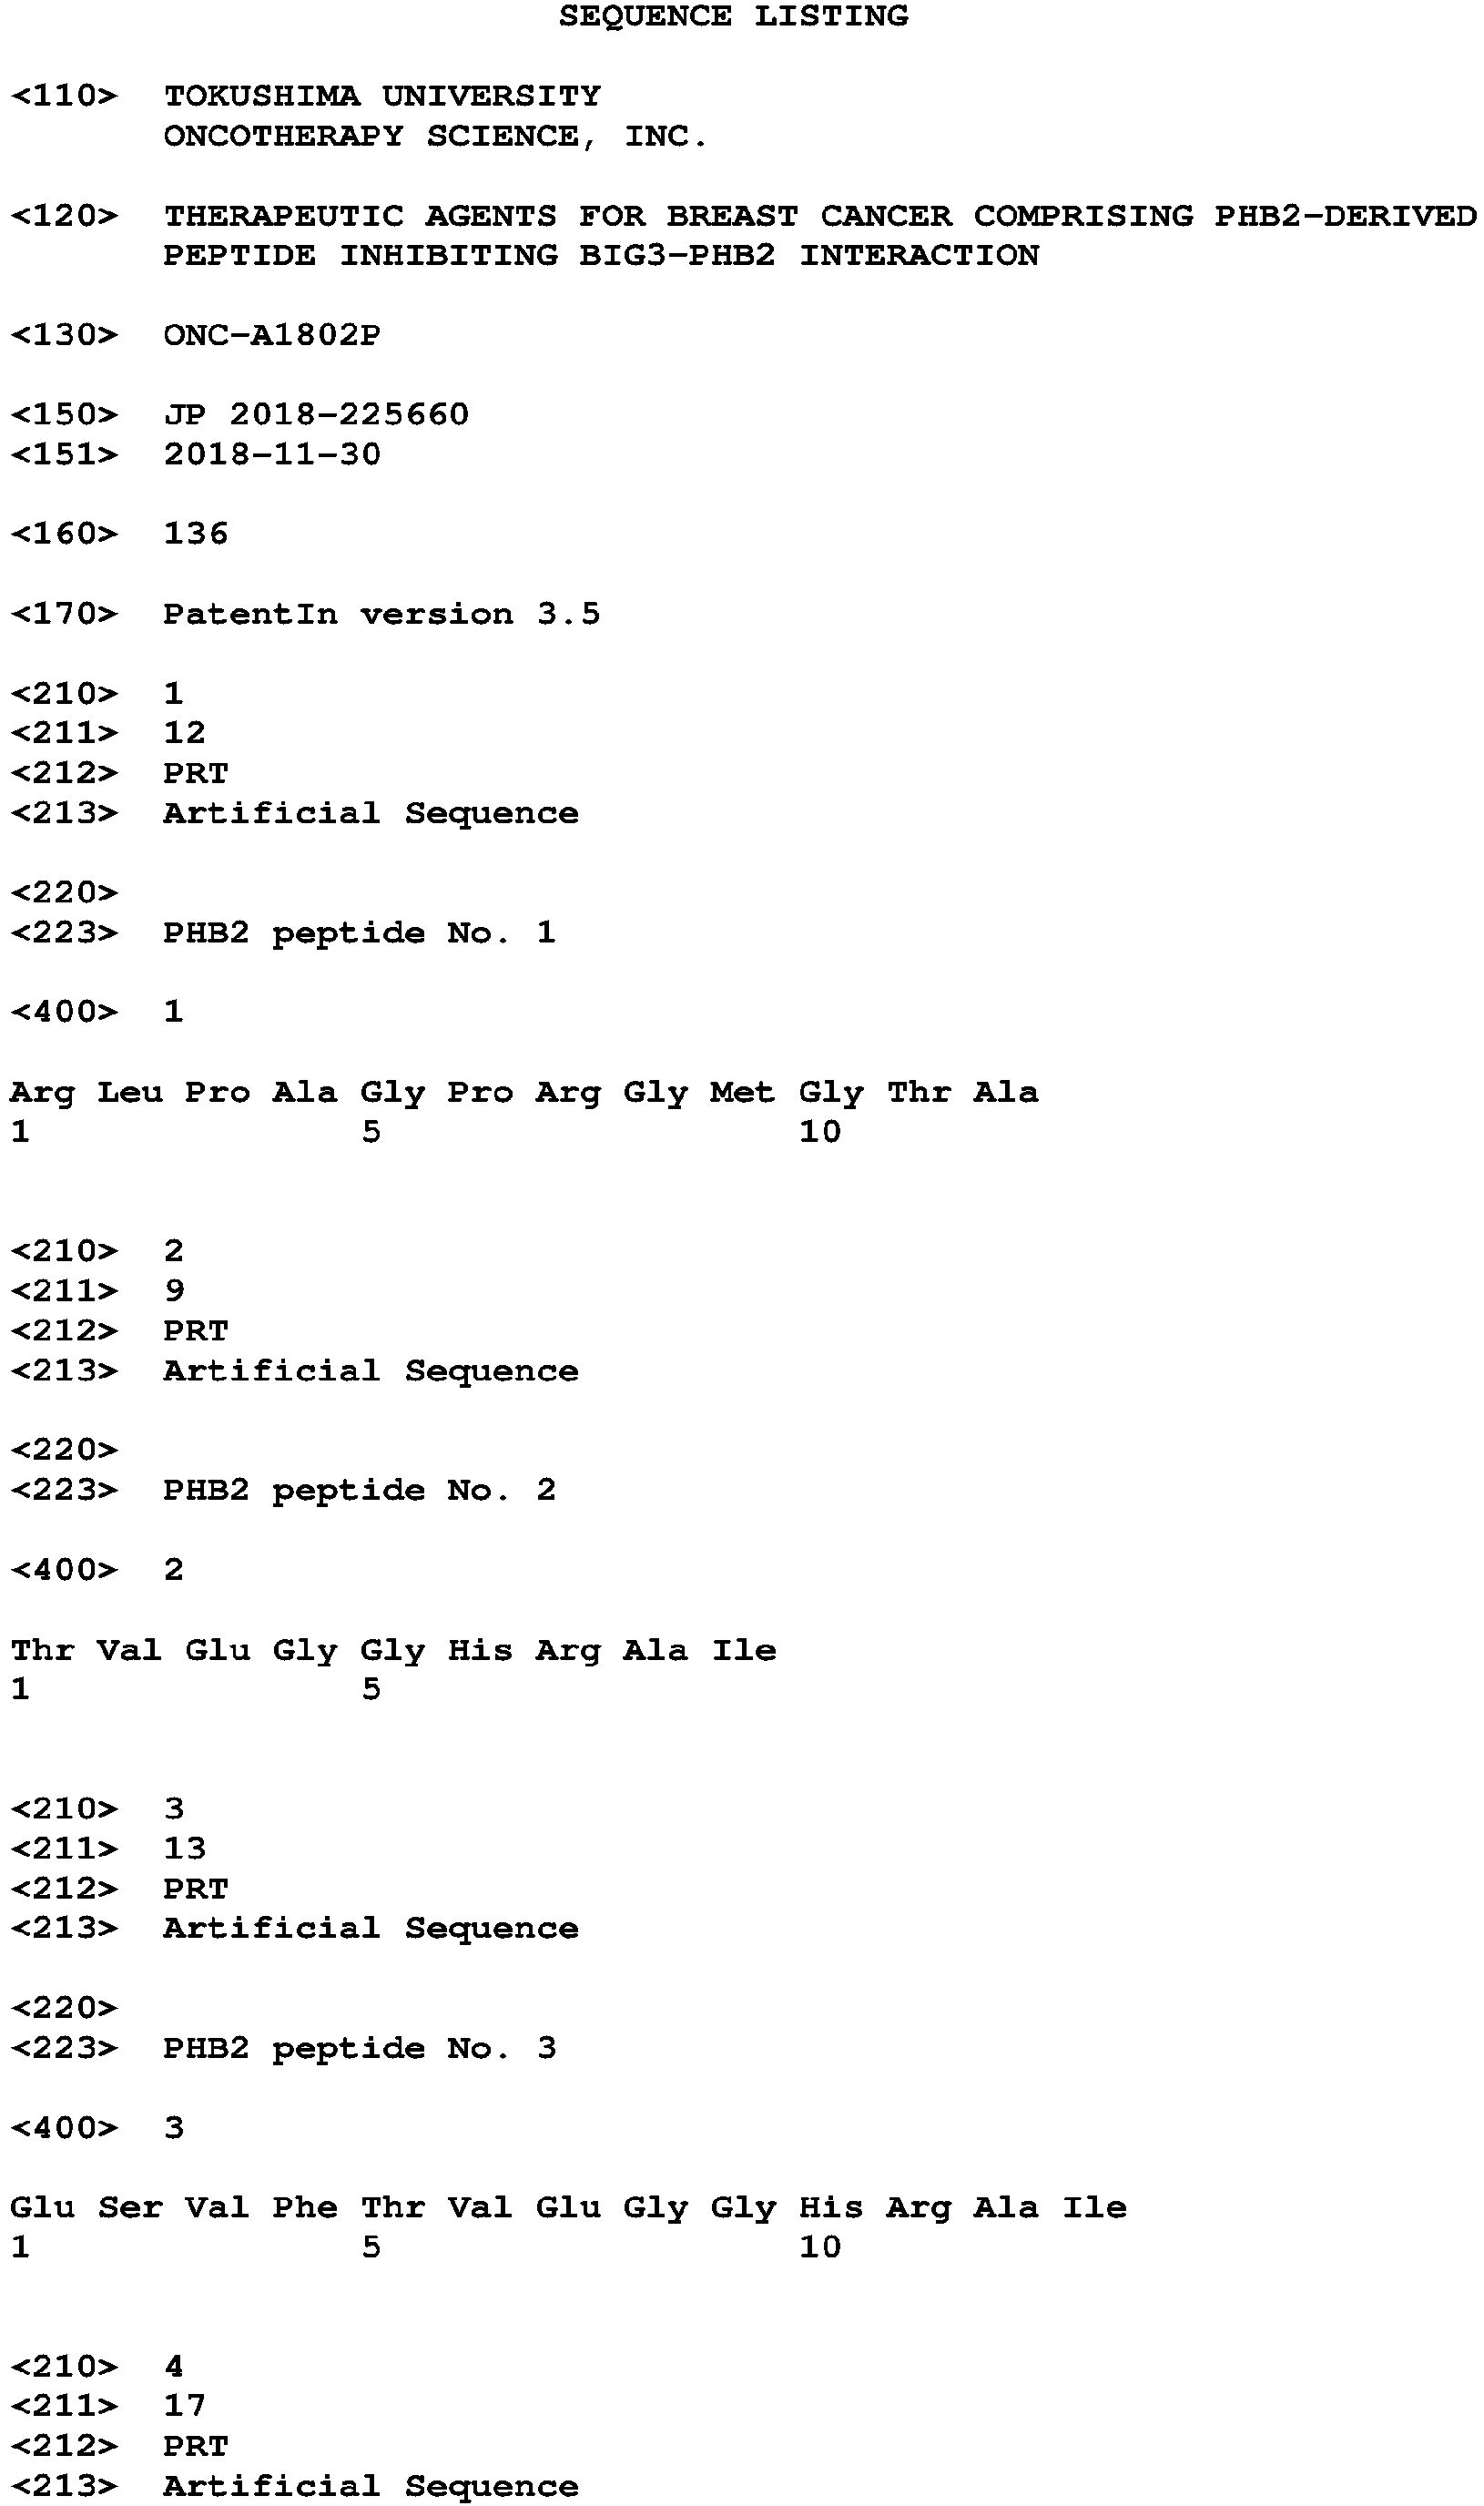 SEQUENCE LISTING
<110> TOKUSHIMA UNIVERSITY
ONCOTHERAPY SCIENCE, INC.
<120> THERAPEUTIC AGENTS FOR BREAST CANCER COMPRISING PHB2-DERIVED
PEPTIDE INHIBITING BIG3-PHB2 INTERACTION
<130> ONC-A1802P
<150> JP 2018-225660
<151> 2018-11-30
<160> 136
<170> PatentIn version 3.5
<210> 1
<211> 12
<212> PRT
<213> Artificial Sequence
<220>
<223> PHB2 peptide No. 1
<400> 1
Arg Leu Pro Ala Gly Pro Arg Gly Met Gly Thr Ala
1 5 10
<210> 2
<211> 9
<212> PRT
<213> Artificial Sequence
<220>
<223> PHB2 peptide No. 2
<400> 2
Thr Val Glu Gly Gly His Arg Ala Ile
1 5
<210> 3
<211> 13
<212> PRT
<213> Artificial Sequence
<220>
<223> PHB2 peptide No. 3
<400> 3
Glu Ser Val Phe Thr Val Glu Gly Gly His Arg Ala Ile
1 5 10
<210> 4
<211> 17
<212> PRT
<213> Artificial Sequence